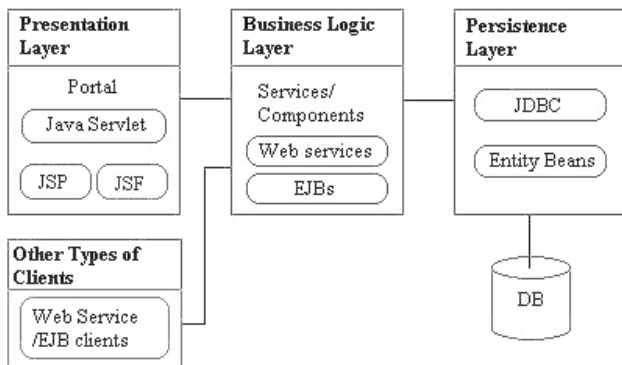 Presentation
Layer
Portal
Java Servlet
JSP
JSF
Business Logic
Layer
Services/
Components
Web services
EJBs
Persistence
Layer
JDBC
Entity Beans
Other Types of
Clients
Web Service
/EJB clients
DB